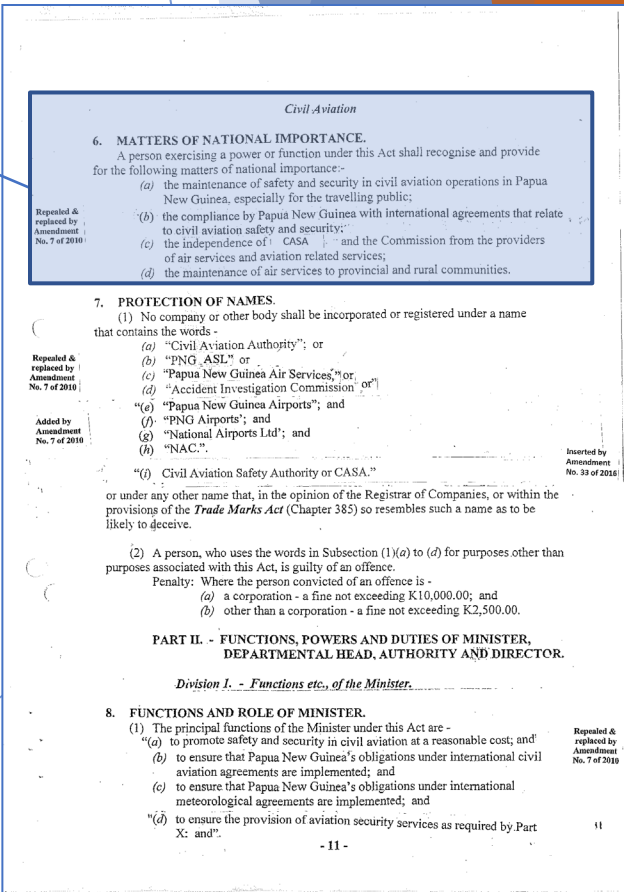 Civil Aviation
6. MATTERS OF NATIONAL IMPORTANCE.
A person exercising a power or function under this Act shall recognise and provide
for the following matters of national importance:-
(a) the maintenance of safety and security in civil aviation operations in Papua
New Guinea, especially for the travelling public;
Repealed &
replaced by
Amendment
No. 7 of 2010
(b) the compliance by Papua New Guinea with international agreements that relate
to civil aviation safety and security;
(c) the independence of CASA and the Commission from the providers
of air services and aviation related services;
(d) the maintenance of air services to provincial and rural communities.
7. PROTECTION OF NAMES.
(1) No company or other body shall be incorporated or registered under a name
that contains the words -
(a) "Civil Aviation Authority"; or
Repealed &
replaced by
Amendment
No. 7 of 2010
(b) "PNG ASL" or
(c) "Papua New Guinea Air Services," or
(d) "Accident Investigation Commission" or"
"(e) "Papua New Guinea Airports"; and
Added by
Amendment
No. 7 of 2010
(f) "PNG Airports'; and
(g) "National Airports Ltd'; and
(h) "NAC.".
Inserted by
Amendment
No. 33 of 2016
"(i) Civil Aviation Safety Authority or CASA."
or under any other name that, in the opinion of the Registrar of Companies, or within the
provisions of the Trade Marks Act (Chapter 385) so resembles such a name as to be
likely to deceive.
(2) A person, who uses the words in Subsection (1)(a) to (d) for purposes other than
purposes associated with this Act, is guilty of an offence.
Penalty: Where the person convicted of an offence is -
(a) a corporation - a fine not exceeding K10,000.00; and
(b) other than a corporation - a fine not exceeding K2,500.00.
PART II. - FUNCTIONS, POWERS AND DUTIES OF MINISTER,
DEPARTMENTAL HEAD, AUTHORITY AND DIRECTOR.
Division 1. - Functions etc., of the Minister.
8. FUNCTIONS AND ROLE OF MINISTER.
(1) The principal functions of the Minister under this Act are -
"(a) to promote safety and security in civil aviation at a reasonable cost; and'
Repealed &
replaced by
Amendment
No. 7 of 2010
(b) to ensure that Papua New Guinea's obligations under international civil
aviation agreements are implemented; and
(c) to ensure that Papua New Guinea's obligations under international
meteorological agreements are implemented; and
"(d) to ensure the provision of aviation security services as required by Part
X: and".
- 11 -